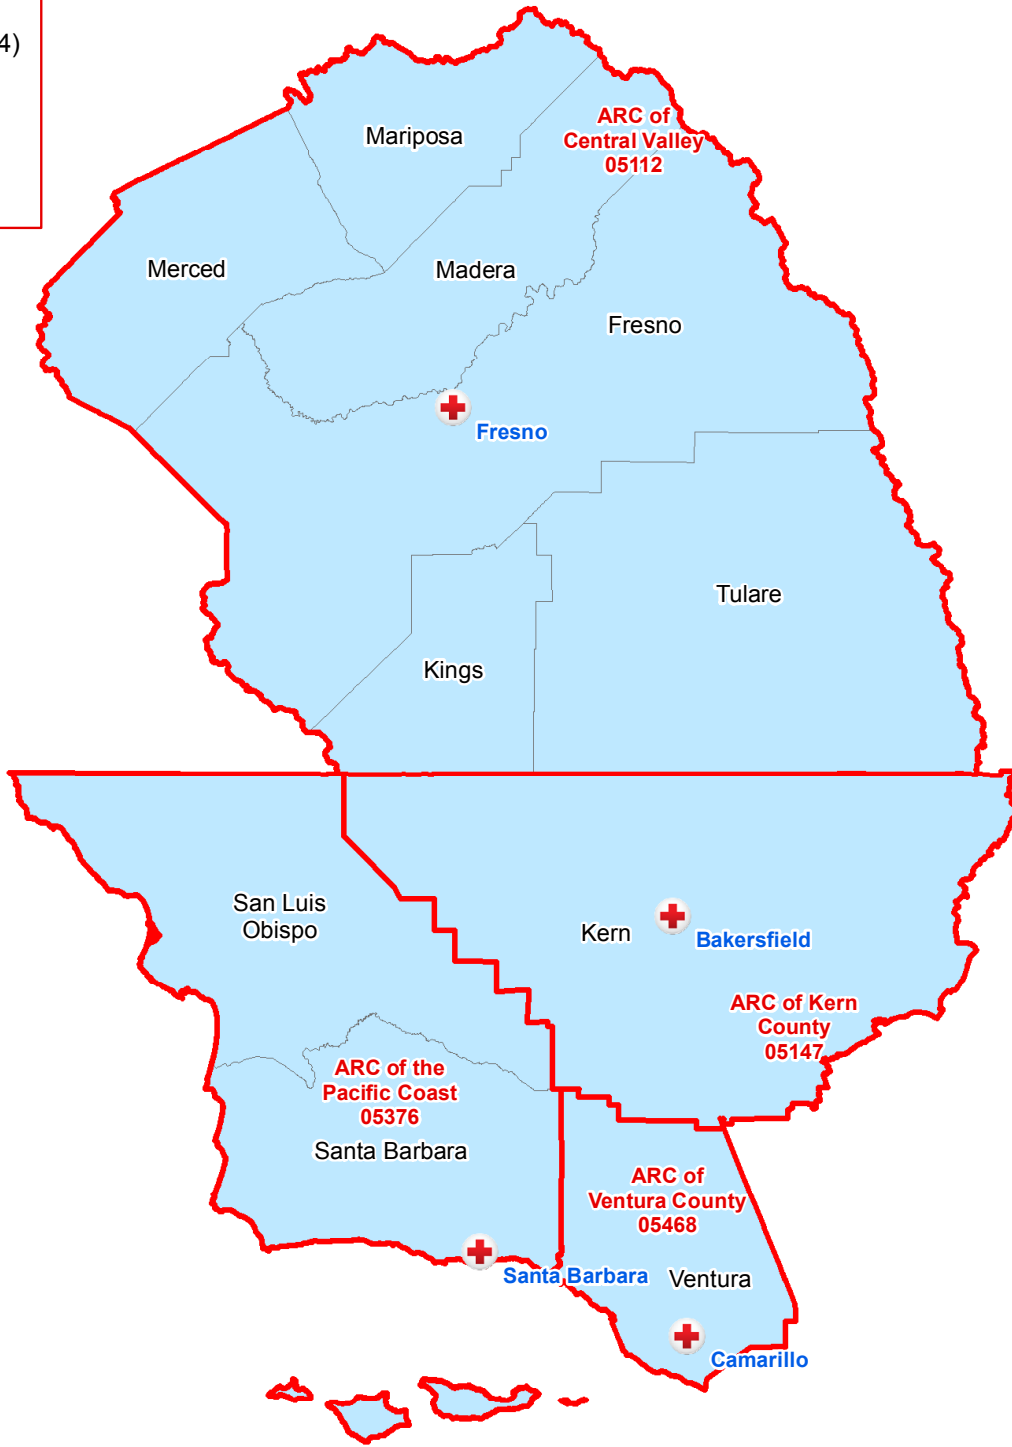 4)
Mariposa
ARC of
Central Valley
05112
Merced
Madera
Fresno
Fresno
Tulare
Kings
San Luis
Obispo
Kern
Bakersfield
ARC of Kern
County
05147
ARC of the
Pacific Coast
05376
Santa Barbara
ARC of
Ventura County
05468
Santa Barbara
Ventura
Camarillo